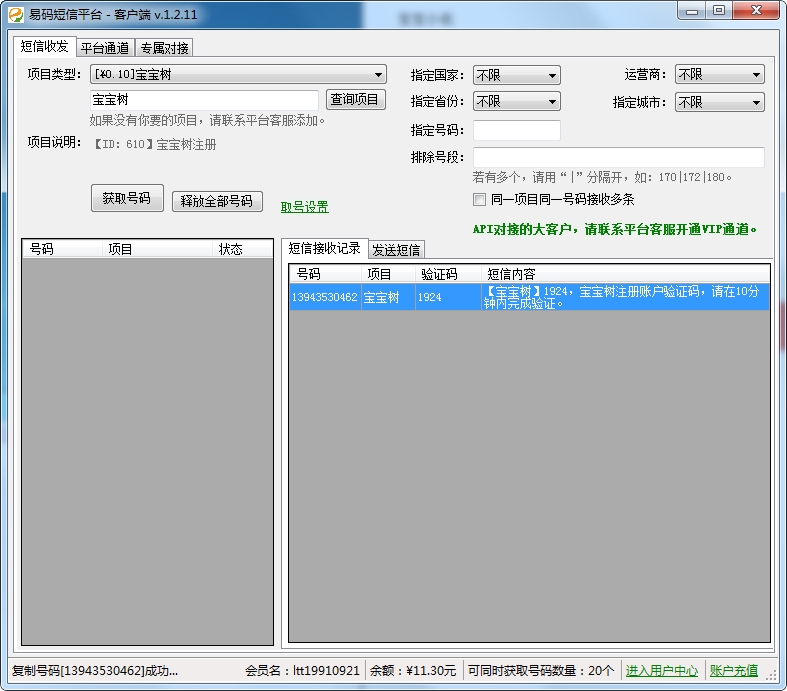 易码短信平台 - 客户端 v.1.2.11
短信收发 平台通道 专属对接
项目类型： [¥0.10]宝宝树
宝宝树 查询项目
如果没有你要的项目，请联系平台客服添加。
项目说明： 【ID：610】宝宝树注册
获取号码 释放全部号码 取号设置
指定国家： 不限 运营商： 不限
指定省份： 不限 指定城市： 不限
指定号码：
排除号段：
若有多个，请用“|”分隔开，如：170|172|180。
同一项目同一号码接收多条
API对接的大客户，请联系平台客服开通VIP通道。
号码 项目 状态
短信接收记录 发送短信
号码 项目 验证码 短信内容
13943530462 宝宝树 1924 【宝宝树】1924，宝宝树注册账户验证码，请在10分
钟内完成验证。
复制号码[13943530462]成功... 会员名：ltt19910921 余额：¥11.30元 可同时获取号码数量：20个 进入用户中心 账户充值